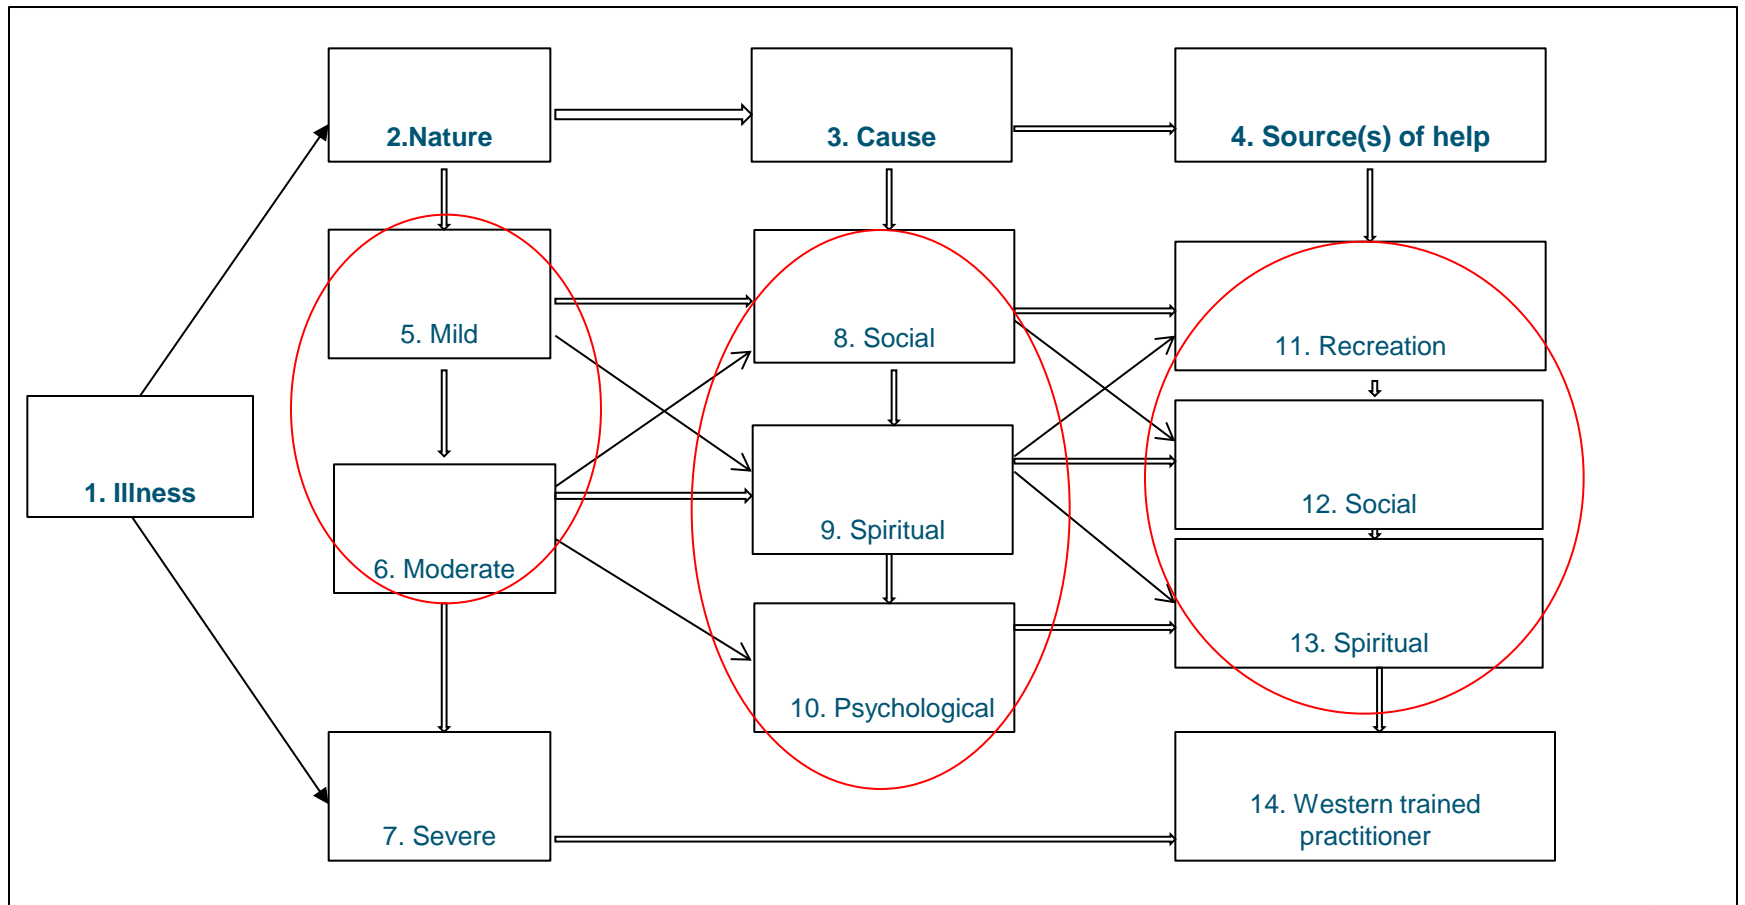 2.Nature
3. Cause
4. Source(s) of help
5. Mild
8. Social
11. Recreation
1. Illness
12. Social
9. Spiritual
6. Moderate
13. Spiritual
10. Psychological
7. Severe
14. Western trained
practitioner